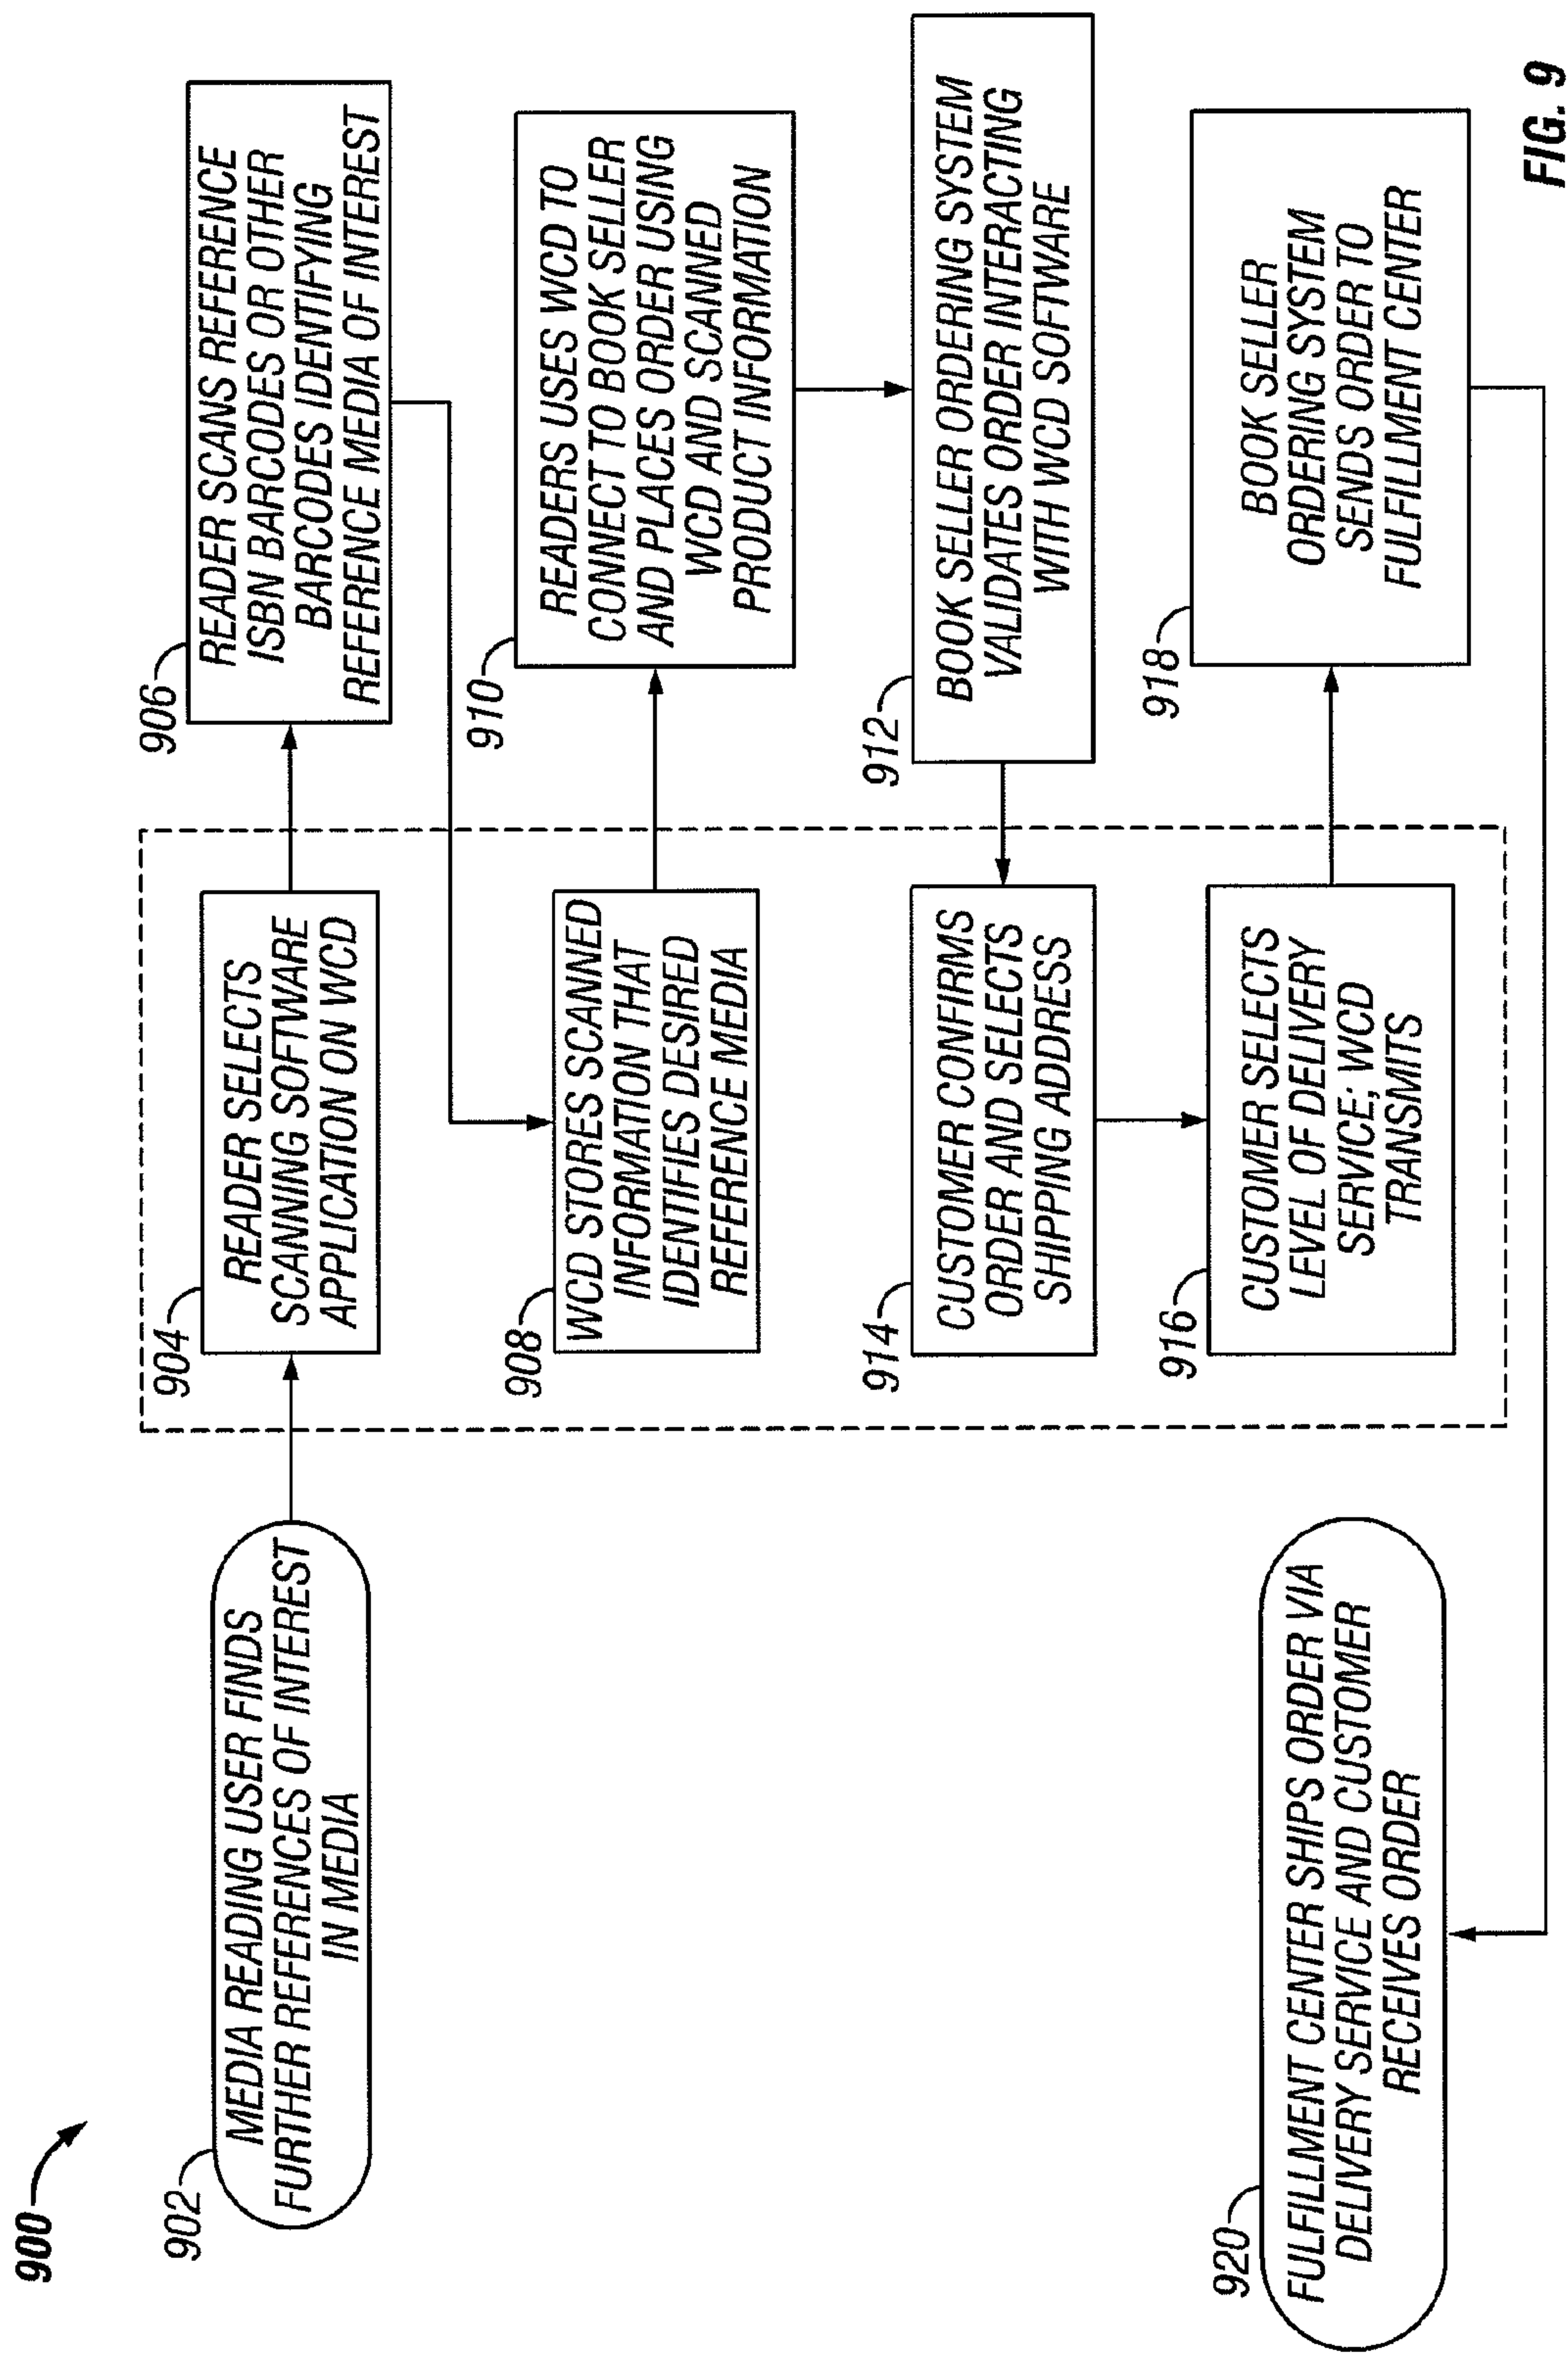 900
902
MEDIA READING USER FINDS
FURTHER REFERENCES OF INTEREST
IN MEDIA
904
READER SELECTS
SCANNING SOFTWARE
APPLICATION ON WCD
906
READER SCANS REFERENCE
ISBN BARCODES OR OTHER
BARCODES IDENTIFYING
REFERENCE MEDIA OF INTEREST
908
WCD STORES SCANNED
INFORMATION THAT
IDENTIFIES DESIRED
REFERENCE MEDIA
910
READERS USES WCD TO
CONNECT TO BOOK SELLER
AND PLACES ORDER USING
WCD AND SCANNED
PRODUCT INFORMATION
912
BOOK SELLER ORDERING SYSTEM
VALIDATES ORDER INTERACTING
WITH WCD SOFTWARE
914
CUSTOMER CONFIRMS
ORDER AND SELECTS
SHIPPING ADDRESS
916
CUSTOMER SELECTS
LEVEL OF DELIVERY
SERVICE; WCD
TRANSMITS
918
BOOK SELLER
ORDERING SYSTEM
SENDS ORDER TO
FULFILLMENT CENTER
920
FULFILLMENT CENTER SHIPS ORDER VIA
DELIVERY SERVICE AND CUSTOMER
RECEIVES ORDER
FIG. 9